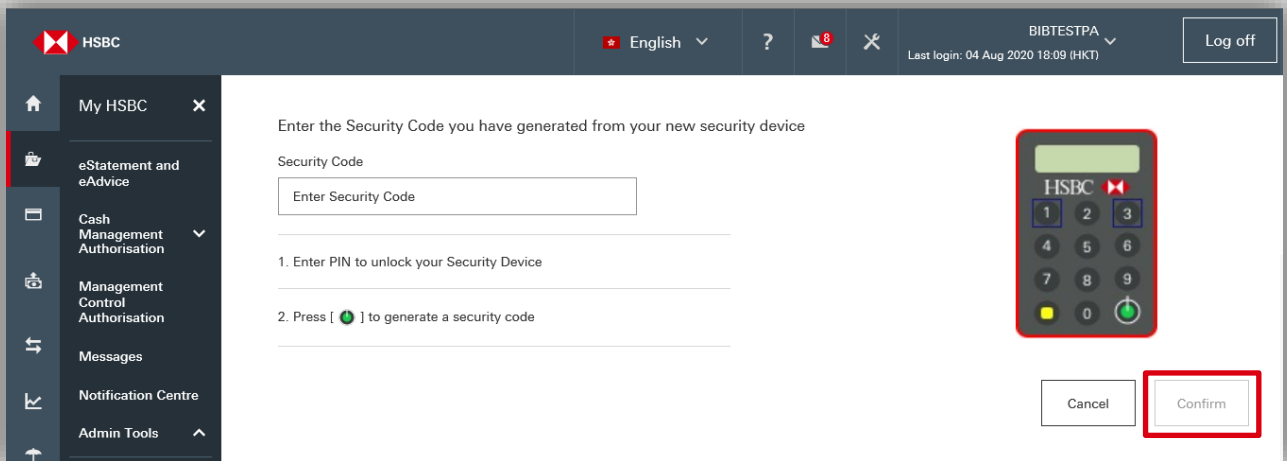 HSBC
English
?
8
BIBTESTPA
Last login: 04 Aug 2020 18:09 (HKT)
Log off
My HSBC
eStatement and
eAdvice
Cash
Management
Authorisation
Management
Control
Authorisation
Messages
Notification Centre
Admin Tools
Enter the Security Code you have generated from your new security device
Security Code
Enter Security Code
1. Enter PIN to unlock your Security Device
2. Press [ ] to generate a security code
HSBC
1 2 3
4 5 6
7 8 9
0
Cancel
Confirm